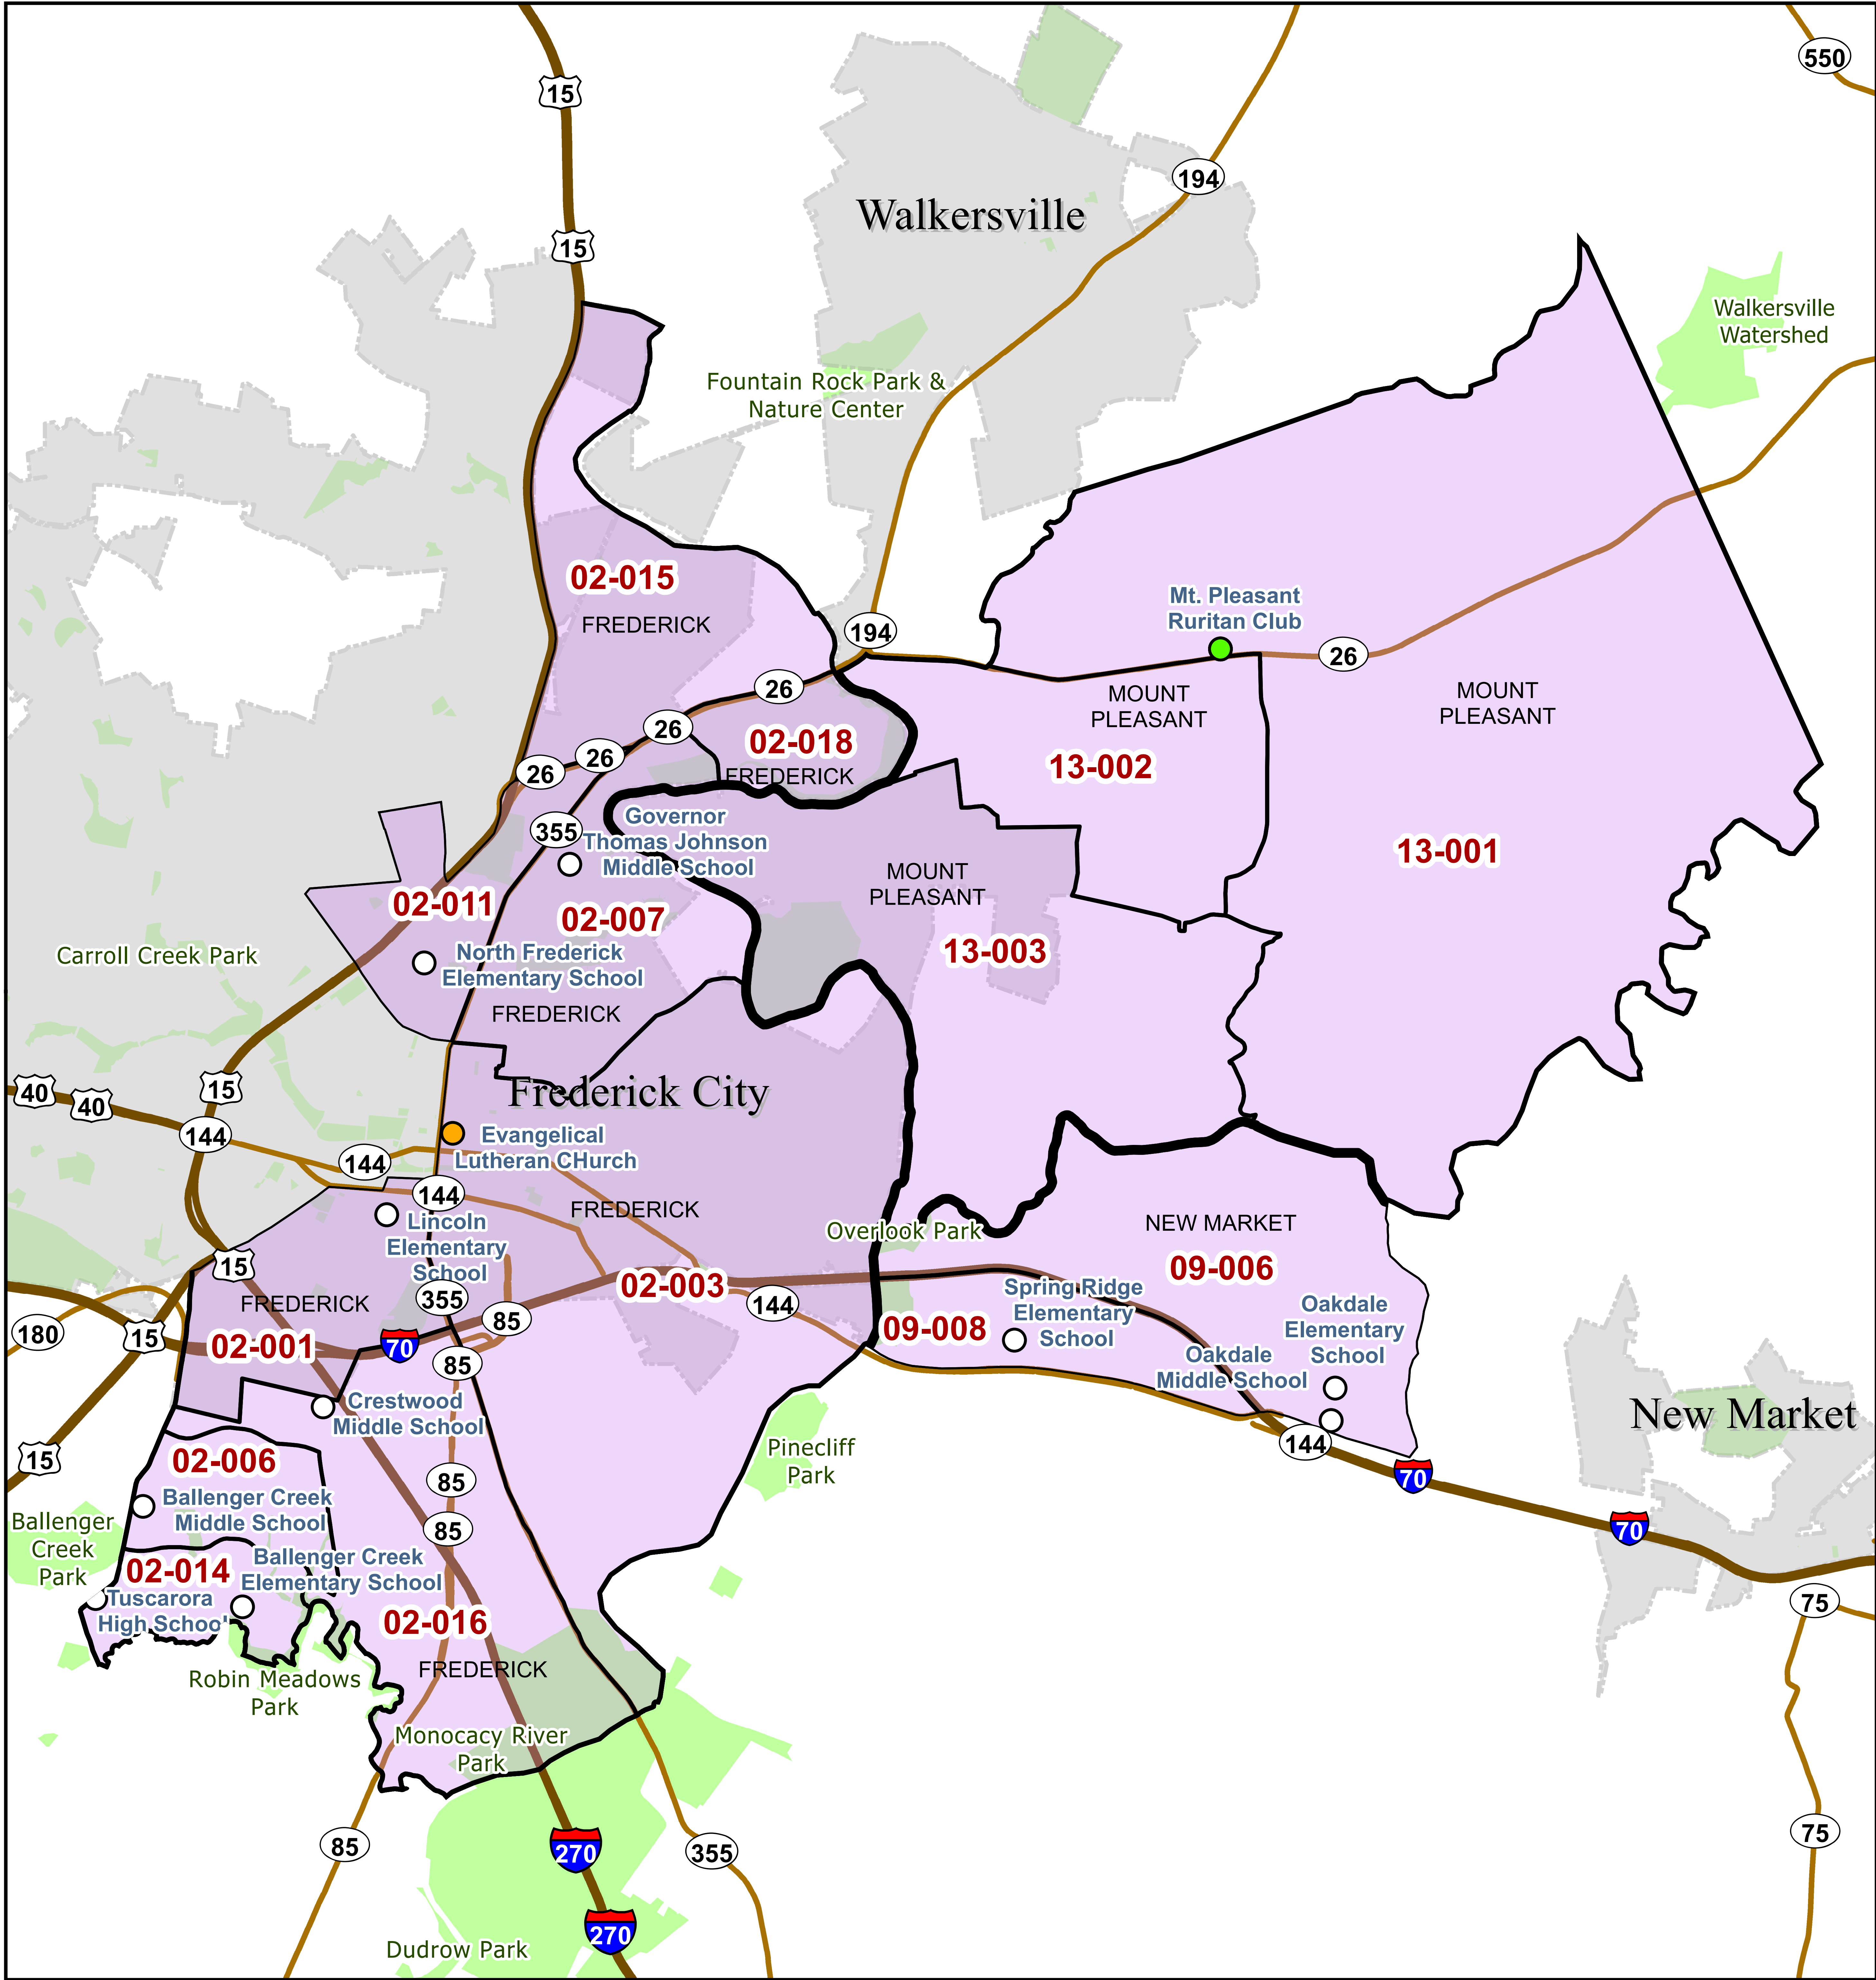 550
15
194
Walkersville
15
Walkersville
Watershed
Fountain Rock Park &
Nature Center
02-015
FREDERICK
Mt. Pleasant
Ruritan Club
194
26
26
MOUNT
PLEASANT
MOUNT
PLEASANT
26
02-018
26
26
FREDERICK
13-002
355
Governor
Thomas Johnson
Middle School
13-001
MOUNT
PLEASANT
02-011
02-007
13-003
Carroll Creek Park
North Frederick
Elementary School
FREDERICK
40
40
15
Frederick City
144
Evangelical
Lutheran CHurch
144
144
FREDERICK
Lincoln
Elementary
School
Overlook Park
NEW MARKET
15
09-006
02-003
Spring Ridge
Elementary
School
355
144
FREDERICK
85
09-008
Oakdale
Elementary
School
180
15
02-001
70
85
Oakdale
Middle School
Crestwood
Middle School
New Market
144
15
02-006
Pinecliff
Park
70
85
Ballenger Creek
Middle School
85
70
Ballenger
Creek
Park
02-014
Ballenger Creek
Elementary School
Tuscarora
High Schoo
02-016
75
FREDERICK
Robin Meadows
Park
Monocacy River
Park
85
270
355
75
270
Dudrow Park